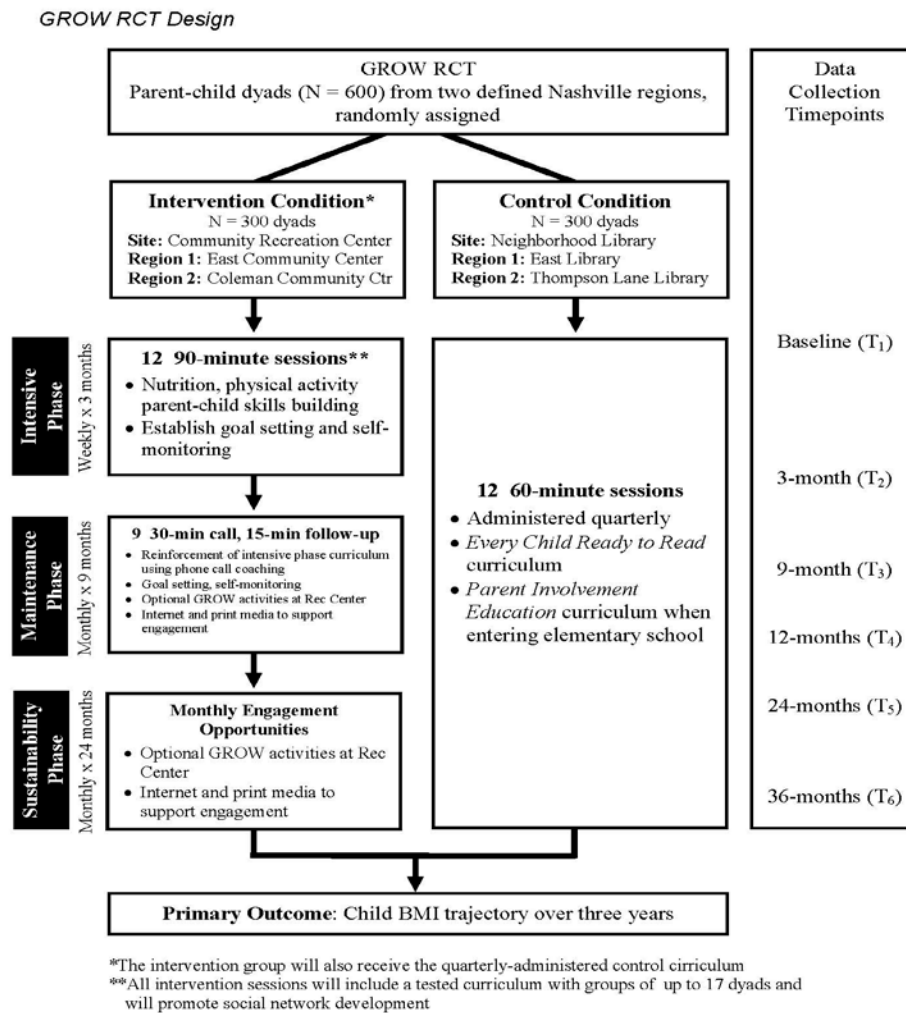 GROW RCT Design
GROW RCT
Parent-child dyads (N = 600) from two defined Nashville regions,
randomly assigned
Data
Collection
Timepoints
Intervention Condition*
N = 300 dyads
Site: Community Recreation Center
Region 1: East Community Center
Region 2: Coleman Community Ctr
Control Condition
N = 300 dyads
Site: Neighborhood Library
Region 1: East Library
Region 2: Thompson Lane Library
Intensive
Phase
Weekly x 3 months
12 90-minute sessions**
• Nutrition, physical activity
parent-child skills building
• Establish goal setting and self-
monitoring
Maintenance
Phase
Monthly x 9 months
9 30-min call, 15-min follow-up
• Reinforcement of intensive phase curriculum
using phone call coaching
• Goal setting, self-monitoring
• Optional GROW activities at Rec Center
• Internet and print media to support
engagement
Sustainability
Phase
Monthly x 24 months
Monthly Engagement
Opportunities
• Optional GROW activities at Rec
Center
• Internet and print media to
support engagement
12 60-minute sessions
• Administered quarterly
• Every Child Ready to Read
curriculum
• Parent Involvement
Education curriculum when
entering elementary school
Baseline (T1)
3-month (T2)
9-month (T3)
12-months (T4)
24-months (T5)
36-months (T6)
Primary Outcome: Child BMI trajectory over three years
*The intervention group will also receive the quarterly-administered control cirriculum
**All intervention sessions will include a tested curriculum with groups of up to 17 dyads and
will promote social network development